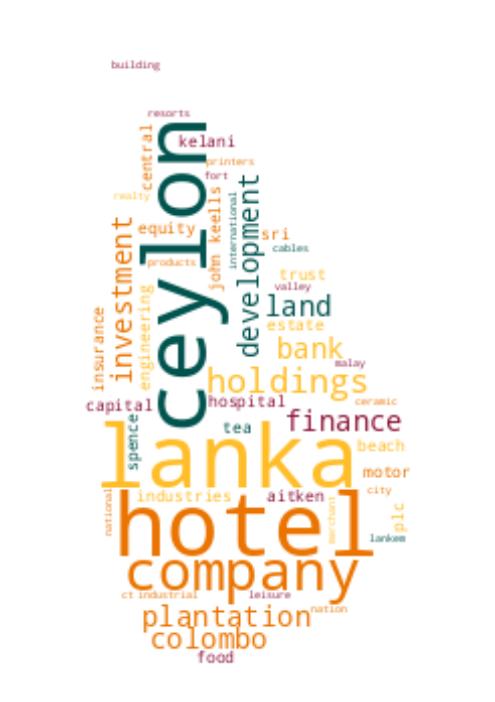 building
resorts
ceylon
central
kelani
printers
fort
realty
john keells
international
development
equity
sri
investment
cables
products
trust
engineering
valley
land
insurance
estate
bank
malay
holdings
capital
hospital
ceramic
finance
spence
tea
lanka
beach
motor
national
industries
aitken
city
merchant
plc
hotel
lankem
company
ct industrial
leisure
plantation
nation
colombo
food